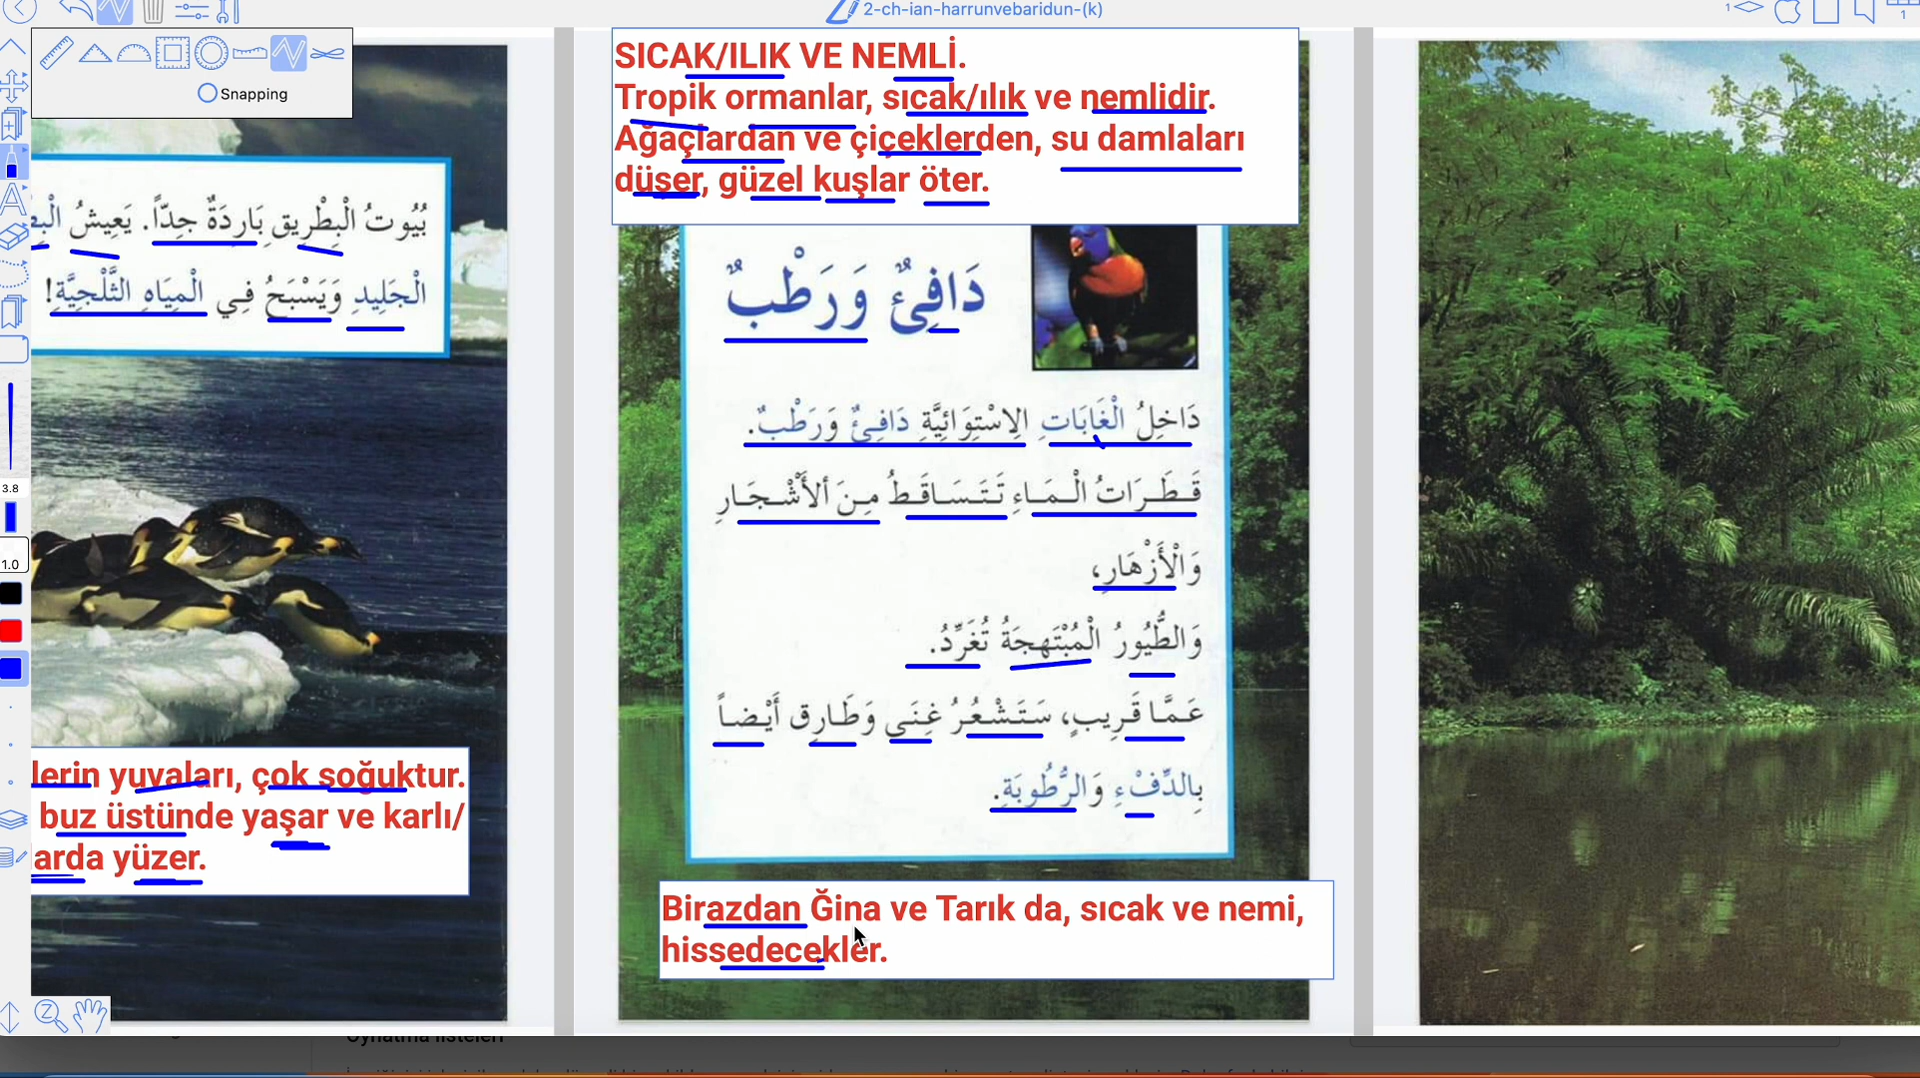 2-ch-ian-harrunvebaridun-(k)
Snapping
3.8
1.0
بُيُوتُ الْبِطْرِيقِ بَارِدَةٌ جِدّاً. يَعِيشُ
الْجَلِيدِ وَيَسْبَحُ فِي الْمِيَاهِ الثَّلْجِيَّةِ!
lerin yuvaları, çok soğuktur.
buz üstünde yaşar ve karlı/
arda yüzer.
SICAK/ILIK VE NEMLİ.
Tropik ormanlar, sıcak/ılık ve nemlidir.
Ağaçlardan ve çiçeklerden, su damlaları
düşer, güzel kuşlar öter.
دَافِئٌ وَرَطْبٌ
دَاخِلُ الْغَابَاتِ الِاسْتِوَائِيَّةِ دَافِئٌ وَرَطْبٌ.
قَطَرَاتُ الْمَاءِ تَتَسَاقَطُ مِنَ ألأَشْجَارِ
وَالْأَزْهَارِ،
وَالطُّيُورُ الْمُبْتَهِجَةُ تُغَرِّدُ.
عَمَّا قَرِيبٍ، سَتَشْعُرُ غِنَى وَطَارِق أَيْضاً
بِالدِّفْءِ وَالرُّطُوبَةِ.
Birazdan Ğina ve Tarık da, sıcak ve nemi,
hissedecekler.